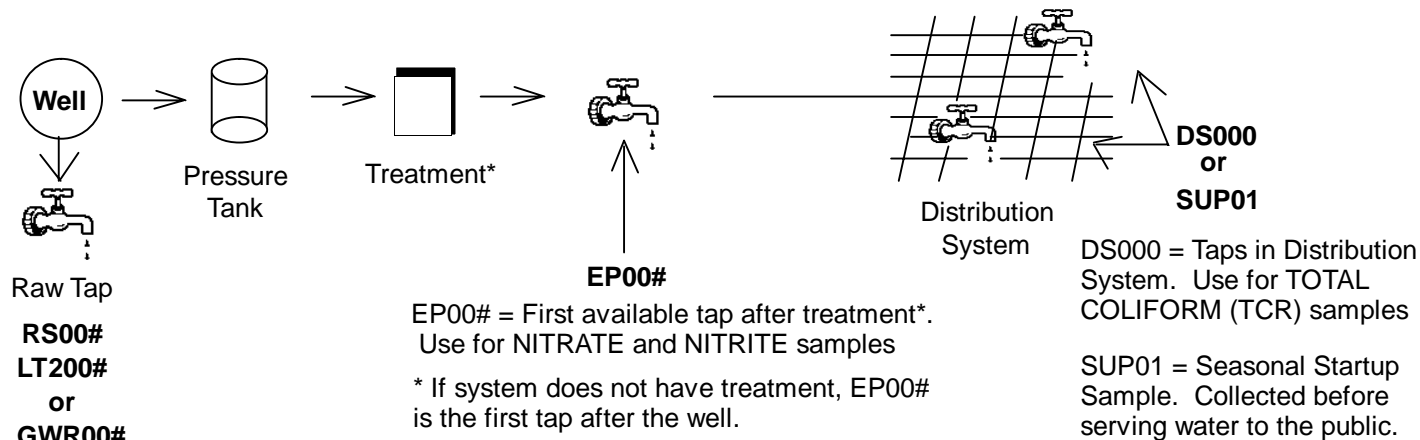 Well
Pressure
Tank
Treatment*
Raw Tap
RS00#
LT200#
or
GWR00#
EP00#
EP00# = First available tap after treatment*.
Use for NITRATE and NITRITE samples
* If system does not have treatment, EP00#
is the first tap after the well.
Distribution
System
DS000
or
SUP01
DS000 = Taps in Distribution
System. Use for TOTAL
COLIFORM (TCR) samples
SUP01 = Seasonal Startup
Sample. Collected before
serving water to the public.